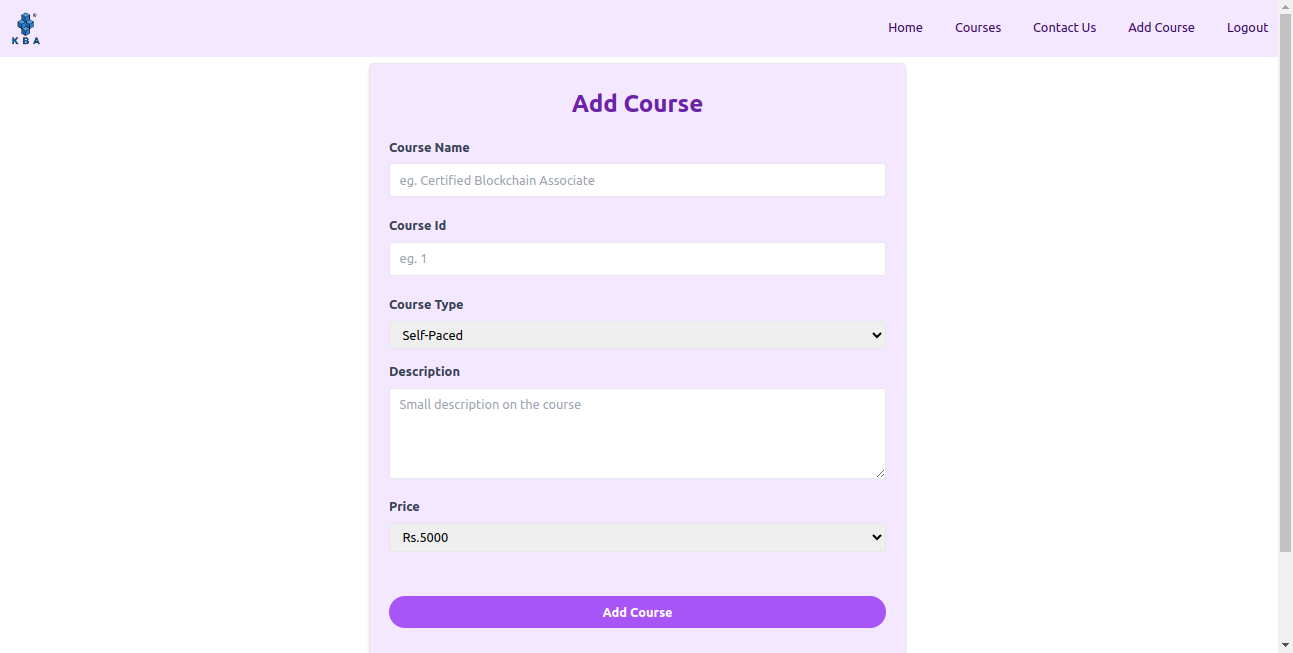 KBA
Home Courses Contact Us Add Course Logout
Add Course
Course Name
eg. Certified Blockchain Associate
Course Id
eg. 1
Course Type
Self-Paced
Description
Small description on the course
Price
Rs.5000
Add Course